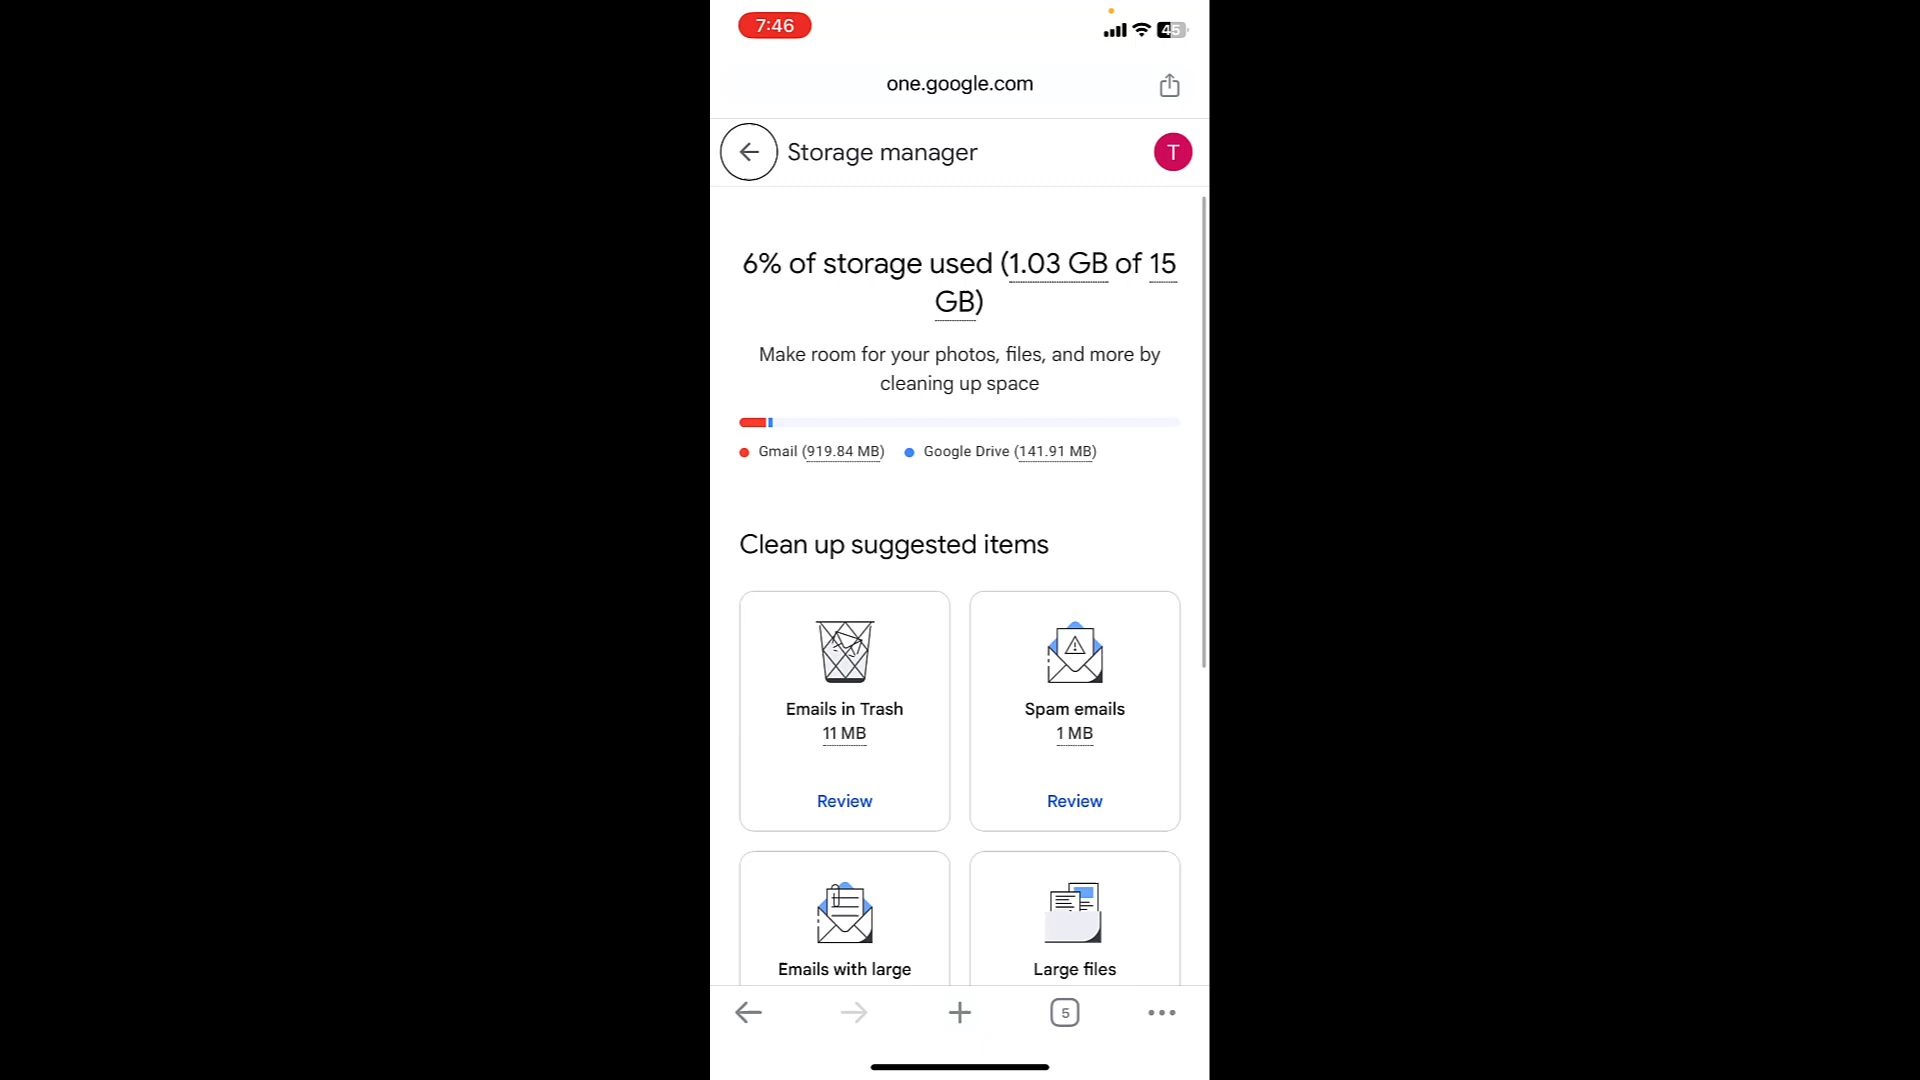 7:46
45
one.google.com
Storage manager
T
6% of storage used (1.03 GB of 15
GB)
Make room for your photos, files, and more by
cleaning up space
Gmail (919.84 MB) Google Drive (141.91 MB)
Clean up suggested items
Emails in Trash
11 MB
Review
Spam emails
1 MB
Review
Emails with large
Large files
5